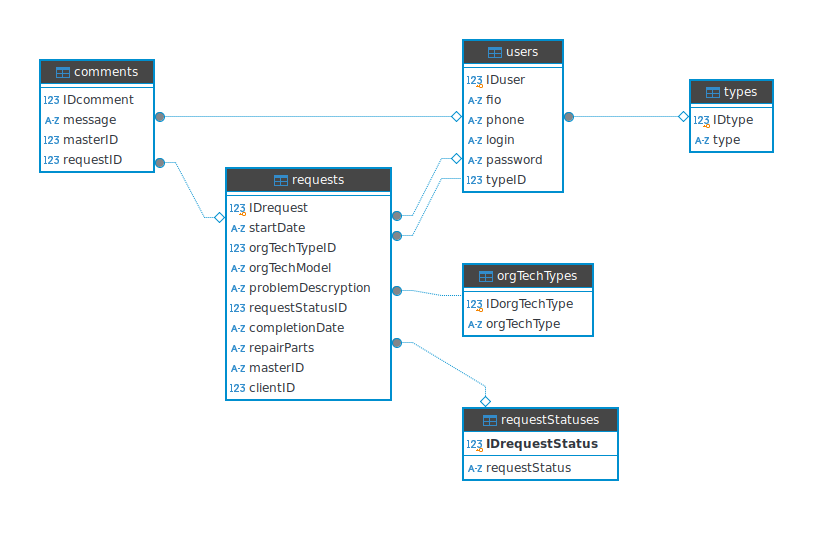 comments
123 IDcomment
A-Z message
123 masterID
123 requestID
requests
123 IDrequest
A-Z startDate
123 orgTechTypeID
A-Z orgTechModel
A-Z problemDescryption
123 requestStatusID
A-Z completionDate
A-Z repairParts
A-Z masterID
123 clientID
users
123 IDuser
A-Z fio
A-Z phone
A-Z login
A-Z password
123 typeID
types
123 IDtype
A-Z type
orgTechTypes
123 IDorgTechType
A-Z orgTechType
requestStatuses
123 IDrequestStatus
A-Z requestStatus